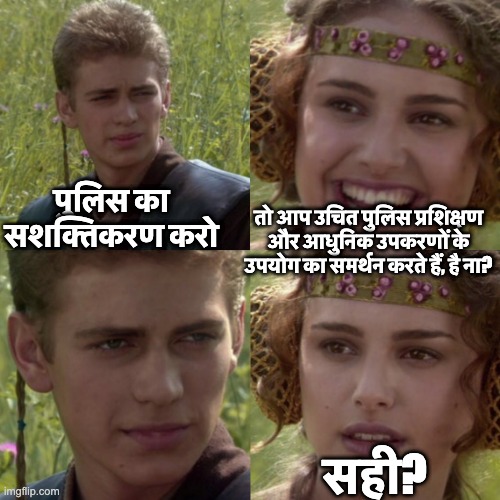 पुलिस का
सशक्तिकरण करो
तो आप उचित पुलिस प्रशिक्षण
और आधुनिक उपकरणों के
उपयोग का समर्थन करते हैं, है ना?
सही?
imgflip.com